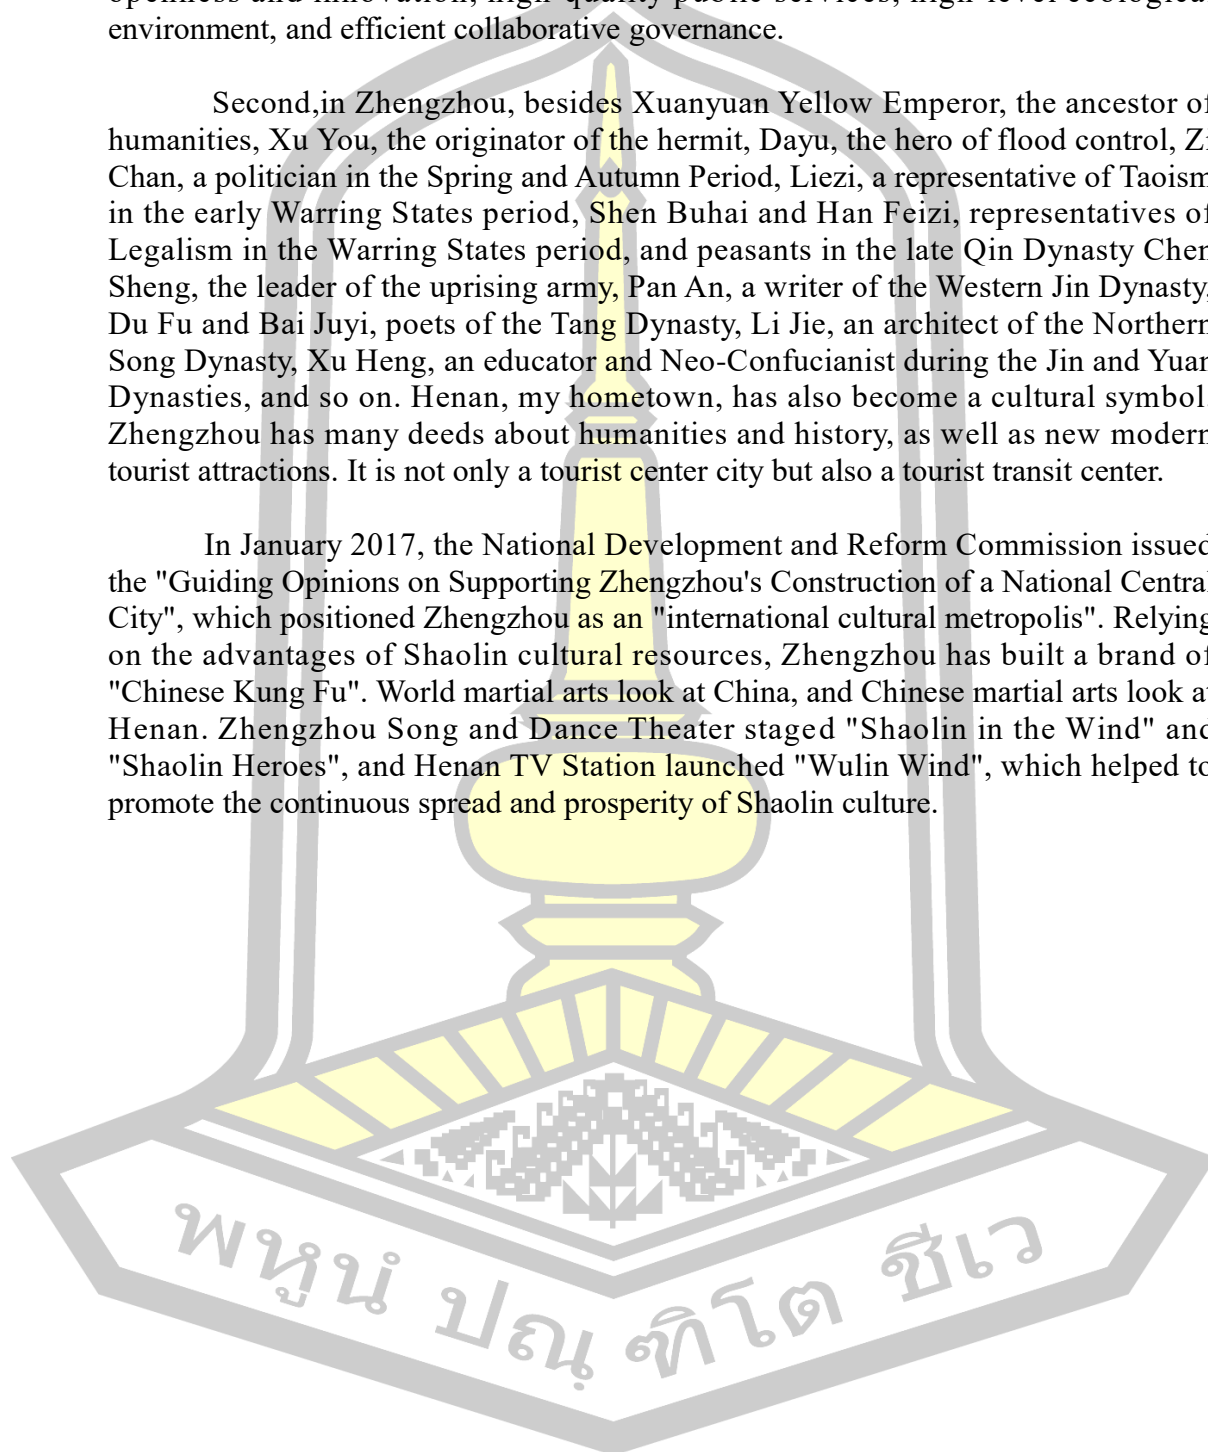 openness and innovation, high-quality public services, high-level ecological
environment, and efficient collaborative governance.
Second,in Zhengzhou, besides Xuanyuan Yellow Emperor, the ancestor of
humanities, Xu You, the originator of the hermit, Dayu, the hero of flood control, Zi
Chan, a politician in the Spring and Autumn Period, Liezi, a representative of Taoism
in the early Warring States period, Shen Buhai and Han Feizi, representatives of
Legalism in the Warring States period, and peasants in the late Qin Dynasty Chen
Sheng, the leader of the uprising army, Pan An, a writer of the Western Jin Dynasty,
Du Fu and Bai Juyi, poets of the Tang Dynasty, Li Jie, an architect of the Northern
Song Dynasty, Xu Heng, an educator and Neo-Confucianist during the Jin and Yuan
Dynasties, and so on. Henan, my hometown, has also become a cultural symbol.
Zhengzhou has many deeds about humanities and history, as well as new modern
tourist attractions. It is not only a tourist center city but also a tourist transit center.
In January 2017, the National Development and Reform Commission issued
the "Guiding Opinions on Supporting Zhengzhou's Construction of a National Central
City", which positioned Zhengzhou as an "international cultural metropolis". Relying
on the advantages of Shaolin cultural resources, Zhengzhou has built a brand of
"Chinese Kung Fu". World martial arts look at China, and Chinese martial arts look at
Henan. Zhengzhou Song and Dance Theater staged "Shaolin in the Wind" and
"Shaolin Heroes", and Henan TV Station launched "Wulin Wind", which helped to
promote the continuous spread and prosperity of Shaolin culture.
พหูนํ ปณฺฑิโต ชีเว